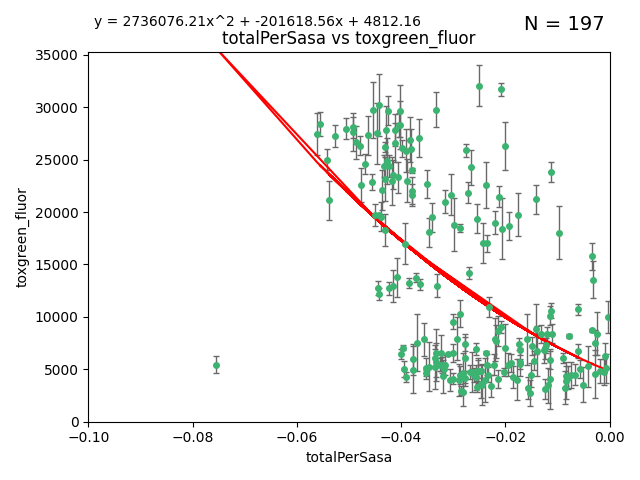 y = 2736076.21x^2 + -201618.56x + 4812.16
N = 197
totalPerSasa vs toxgreen_fluor
35000
30000
25000
20000
15000
10000
5000
0
toxgreen_fluor
−0.10
−0.08
−0.06
−0.04
−0.02
0.00
totalPerSasa